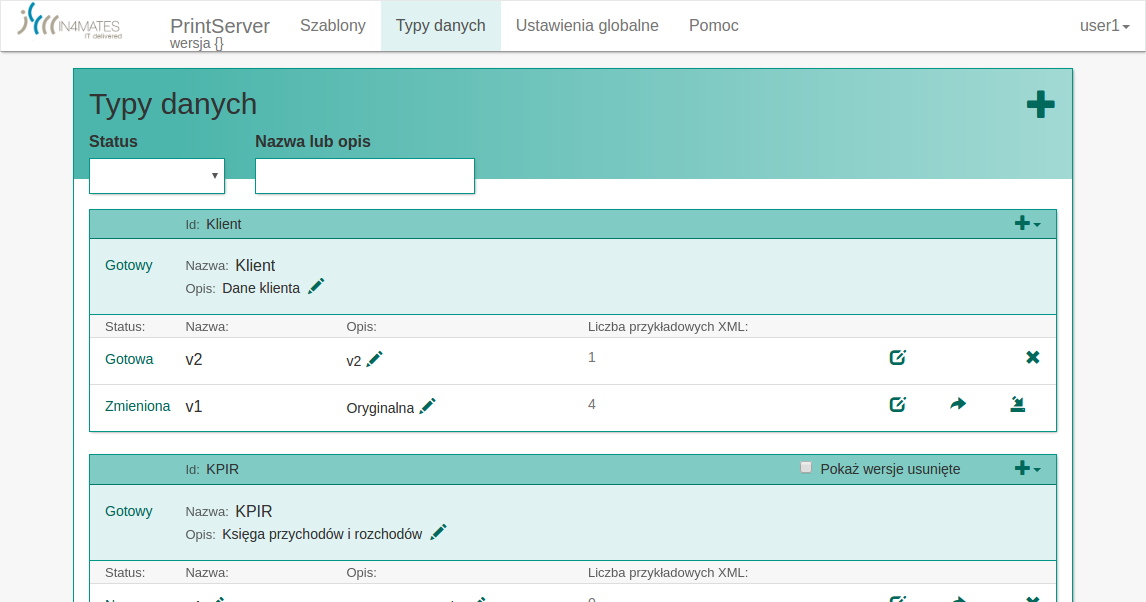 IN4MATES
IT delivered
PrintServer
wersja {}
Szablony
Typy danych
Ustawienia globalne
Pomoc
user1
Typy danych
Status
Nazwa lub opis
Id: Klient
Gotowy
Nazwa: Klient
Opis: Dane klienta
Status: Nazwa: Opis: Liczba przykładowych XML:
Gotowa v2 v2 1
Zmieniona v1 Oryginalna 4
Id: KPIR
Pokaż wersje usunięte
Gotowy
Nazwa: KPIR
Opis: Księga przychodów i rozchodów
Status: Nazwa: Opis: Liczba przykładowych XML: